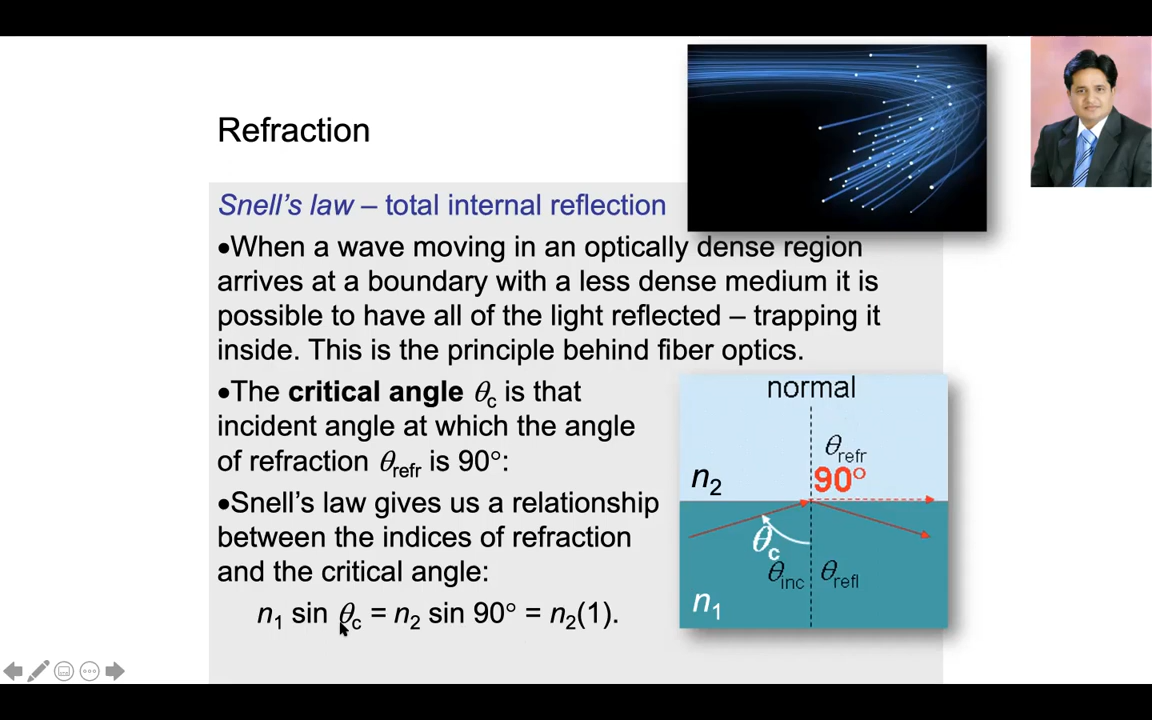 Refraction
Snell's law – total internal reflection
•When a wave moving in an optically dense region
arrives at a boundary with a less dense medium it is
possible to have all of the light reflected – trapping it
inside. This is the principle behind fiber optics.
•The critical angle θc is that
incident angle at which the angle
of refraction θrefr is 90°:
•Snell's law gives us a relationship
between the indices of refraction
and the critical angle:
n1 sin θc = n2 sin 90° = n2(1).
normal
θrefr
90°
n2
θc
θinc
θrefl
n1